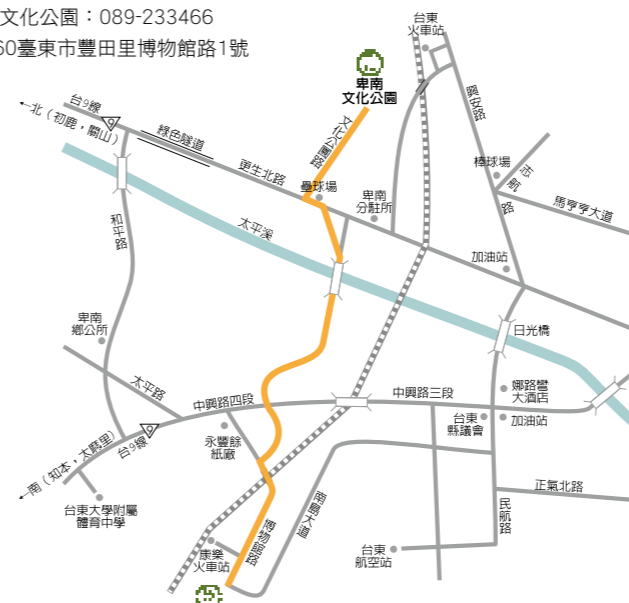 文化公園：089-233466
60臺東市豐田里博物館路1號
台東
火車站
卑南
文化公園
台9線
←北（初鹿，關山）
綠色隧道
文化公園路
興安路
更生北路
壘球場
卑南
分駐所
棒球場
志航
路
馬亨亨大道
和平路
太平溪
加油站
卑南
鄉公所
日光橋
太平路
中興路四段
中興路三段
娜路彎
大酒店
台東
縣議會
加油站
台9線
永豐餘
紙廠
←南（知本，太麻里）
正氣北路
台東大學附屬
體育中學
南島大道
民航路
博物館路
康樂
火車站
台東
航空站